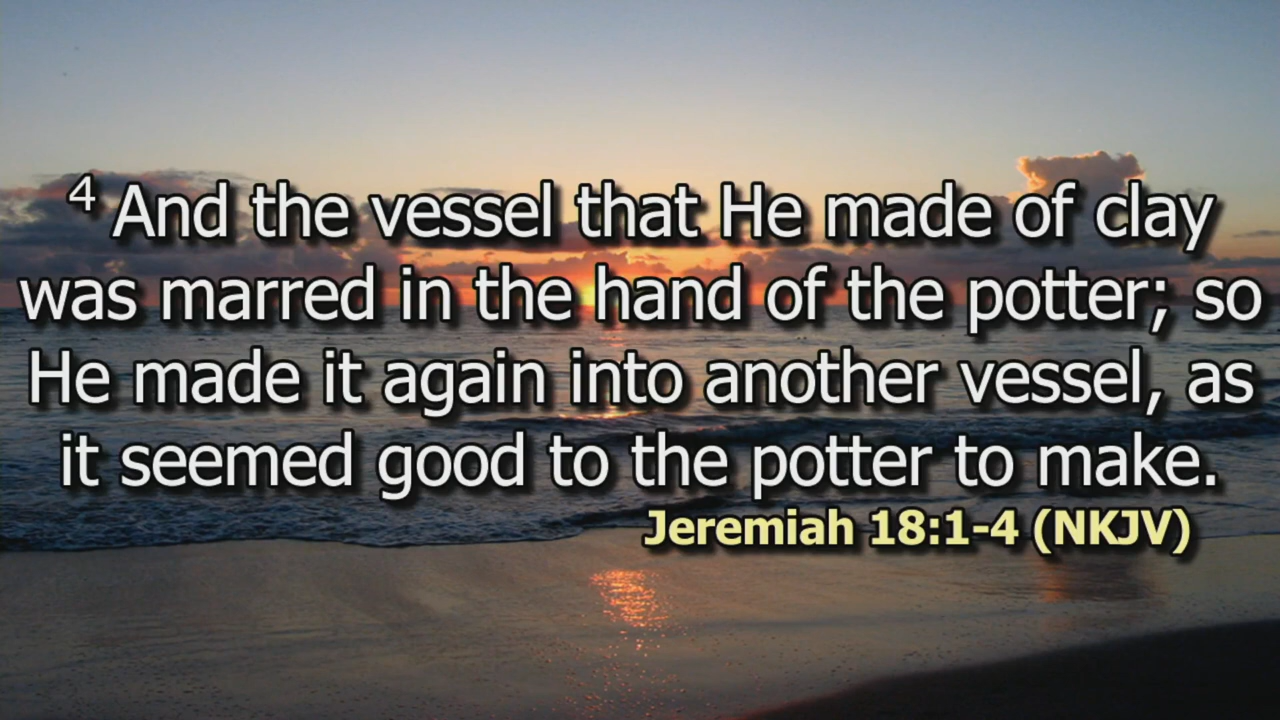 4 And the vessel that He made of clay
was marred in the hand of the potter; so
He made it again into another vessel, as
it seemed good to the potter to make.
Jeremiah 18:1-4 (NKJV)